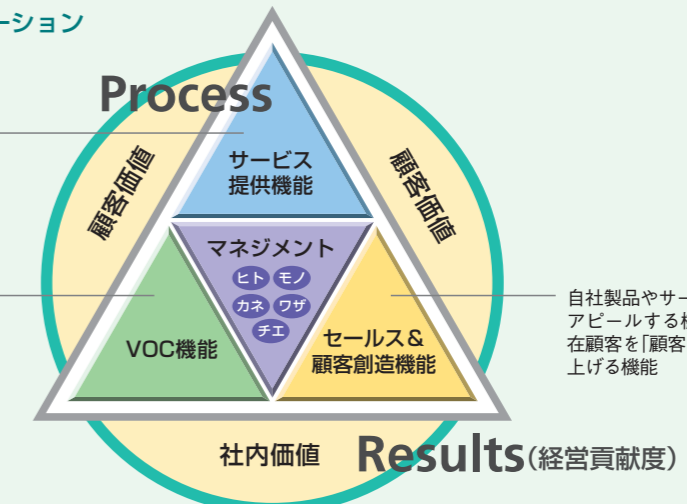 ーション
Process
サービス
提供機能
顧客価値
顧客価値
マネジメント
ヒト モノ
カネ ワザ
チエ
VOC機能
セールス&
顧客創造機能
自社製品やサー
アピールする
在顧客を「顧客
上げる機能
社内価値
Results(経営貢献度)